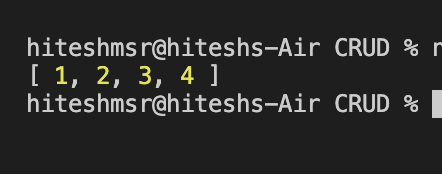 hiteshmsr@hiteshs-Air CRUD %
[ 1, 2, 3, 4 ]
hiteshmsr@hiteshs-Air CRUD %